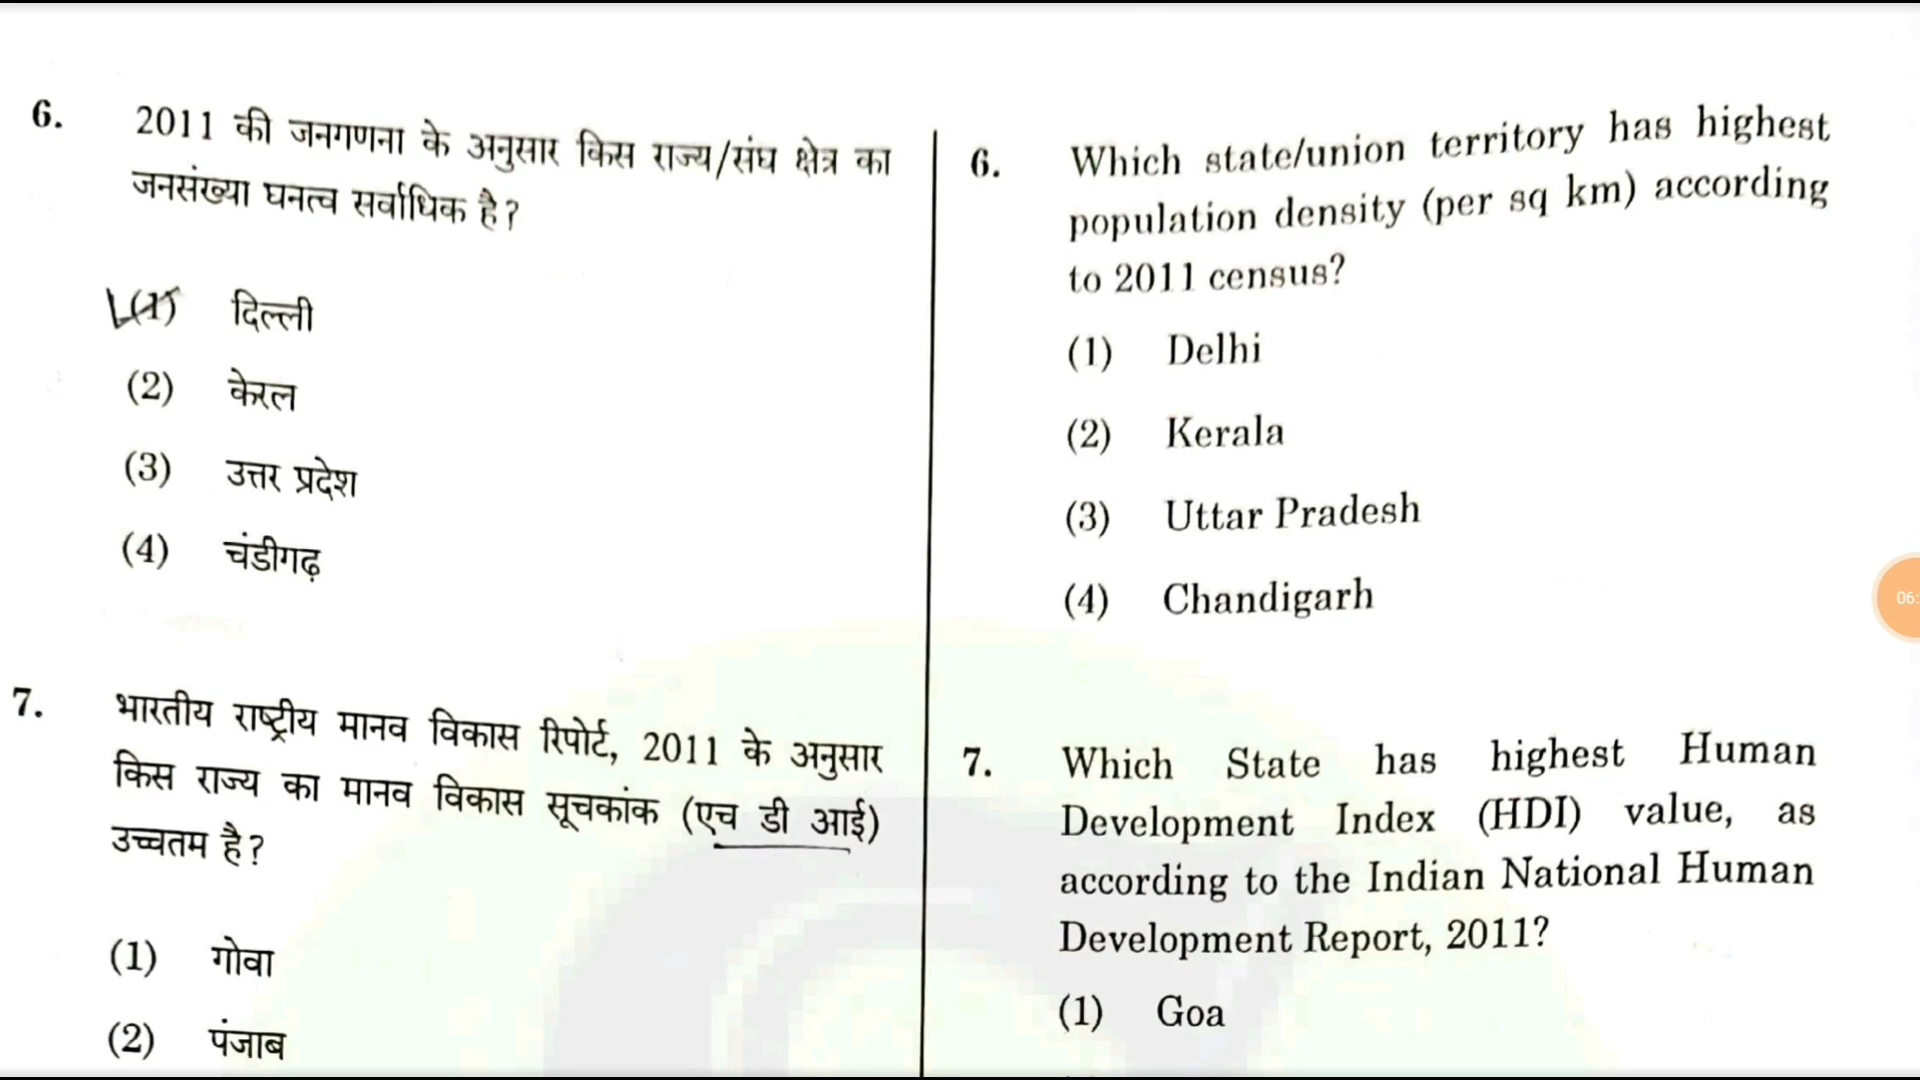 6.
2011 की जनगणना के अनुसार किस राज्य/संघ क्षेत्र का
जनसंख्या घनत्व सर्वाधिक है?
(1) दिल्ली
(2) केरल
(3) उत्तर प्रदेश
(4) चंडीगढ़
7.
भारतीय राष्ट्रीय मानव विकास रिपोर्ट, 2011 के अनुसार
किस राज्य का मानव विकास सूचकांक (एच डी आई)
उच्चतम है?
(1) गोवा
(2) पंजाब
6. Which state/union territory has highest
population density (per sq km) according
to 2011 census?
(1) Delhi
(2) Kerala
(3) Uttar Pradesh
(4) Chandigarh
7. Which State has highest Human
Development Index (HDI) value, as
according to the Indian National Human
Development Report, 2011?
(1) Goa
06: